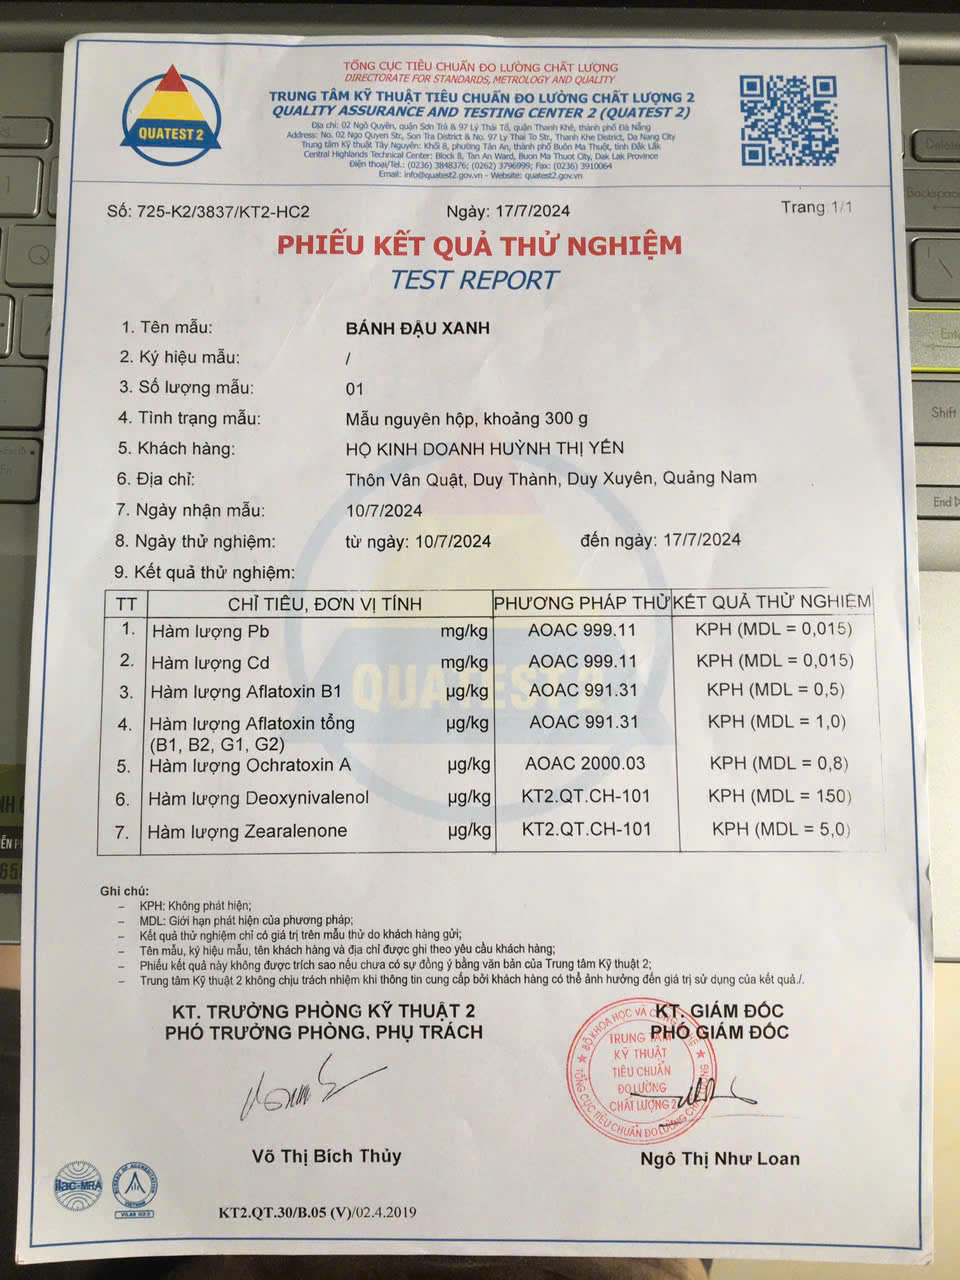 TỔNG CỤC TIÊU CHUẨN ĐO LƯỜNG CHẤT LƯỢNG
DIRECTORATE FOR STANDARDS, METROLOGY AND QUALITY
TRUNG TÂM KỸ THUẬT TIÊU CHUẨN ĐO LƯỜNG CHẤT LƯỢNG 2
QUALITY ASSURANCE AND TESTING CENTER 2 (QUATEST 2)
Địa chỉ: 02 Ngô Quyền, quận Sơn Trà & 97 Lý Thái Tổ, quận Thanh Khê, thành phố Đà Nẵng
Address: No. 02 Ngo Quyen Str, Son Tra District & No. 97 Ly Thai To Str., Thanh Khe District, Da Nang City
Trung tâm Kỹ thuật Tây Nguyên: Khối 8, phường Tân An, thành phố Buôn Ma Thuột, tỉnh Đắk Lắk
Central Highlands Technical Center: Block 8, Tan An Ward, Buon Ma Thuot City, Dak Lak Province
Điện thoại/Tel.: (0236) 3848376; (0262) 3796999; Fax: (0236) 3910064
Email: info@quatest2.gov.vn - Website: quatest2.gov.vn
QUATEST 2
Số: 725-K2/3837/KT2-HC2 Ngày: 17/7/2024 Trang 1/1
PHIẾU KẾT QUẢ THỬ NGHIỆM
TEST REPORT
1. Tên mẫu: BÁNH ĐẬU XANH
2. Ký hiệu mẫu: /
3. Số lượng mẫu: 01
4. Tình trạng mẫu: Mẫu nguyên hộp, khoảng 300 g
5. Khách hàng: HỘ KINH DOANH HUỲNH THỊ YẾN
6. Địa chỉ: Thôn Vân Quật, Duy Thành, Duy Xuyên, Quảng Nam
7. Ngày nhận mẫu: 10/7/2024
8. Ngày thử nghiệm: từ ngày: 10/7/2024 đến ngày: 17/7/2024
9. Kết quả thử nghiệm:
TT CHỈ TIÊU, ĐƠN VỊ TÍNH PHƯƠNG PHÁP THỬ KẾT QUẢ THỬ NGHIỆM
1. Hàm lượng Pb mg/kg AOAC 999.11 KPH (MDL = 0,015)
2. Hàm lượng Cd mg/kg AOAC 999.11 KPH (MDL = 0,015)
3. Hàm lượng Aflatoxin B1 µg/kg AOAC 991.31 KPH (MDL = 0,5)
4. Hàm lượng Aflatoxin tổng µg/kg AOAC 991.31 KPH (MDL = 1,0)
(B1, B2, G1, G2)
5. Hàm lượng Ochratoxin A µg/kg AOAC 2000.03 KPH (MDL = 0,8)
6. Hàm lượng Deoxynivalenol µg/kg KT2.QT.CH-101 KPH (MDL = 150)
7. Hàm lượng Zearalenone µg/kg KT2.QT.CH-101 KPH (MDL = 5,0)
QUATEST 2
Ghi chú:
– KPH: Không phát hiện;
– MDL: Giới hạn phát hiện của phương pháp;
– Kết quả thử nghiệm chỉ có giá trị trên mẫu thử do khách hàng gửi;
– Tên mẫu, ký hiệu mẫu, tên khách hàng và địa chỉ được ghi theo yêu cầu khách hàng;
– Phiếu kết quả này không được trích sao nếu chưa có sự đồng ý bằng văn bản của Trung tâm Kỹ thuật 2;
– Trung tâm Kỹ thuật 2 không chịu trách nhiệm khi thông tin cung cấp bởi khách hàng có thể ảnh hưởng đến giá trị sử dụng của kết quả./.
KT. TRƯỞNG PHÒNG KỸ THUẬT 2 KT. GIÁM ĐỐC
PHÓ TRƯỞNG PHÒNG, PHỤ TRÁCH PHÓ GIÁM ĐỐC
BỘ KHOA HỌC VÀ CÔNG NGHỆ
TRUNG TÂM
KỸ THUẬT
TIÊU CHUẨN
ĐO LƯỜNG
CHẤT LƯỢNG 2
TỔNG CỤC TIÊU CHUẨN ĐO LƯỜNG CHẤT LƯỢNG
Võ Thị Bích Thủy Ngô Thị Như Loan
ilac-MRA
BUREAU OF ACCREDITATION
VIETNAM
KT2.QT.30/B.05 (V)/02.4.2019
Delete
Backspace
Shift
End